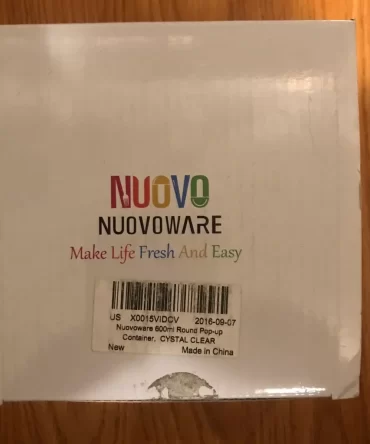 NUOVO
NUOVOWARE
Make Life Fresh And Easy
US X0015VIDCV 2016-09-07
Nuovoware 600ml Round Pop-up
Container, CYSTAL CLEAR
New Made in China